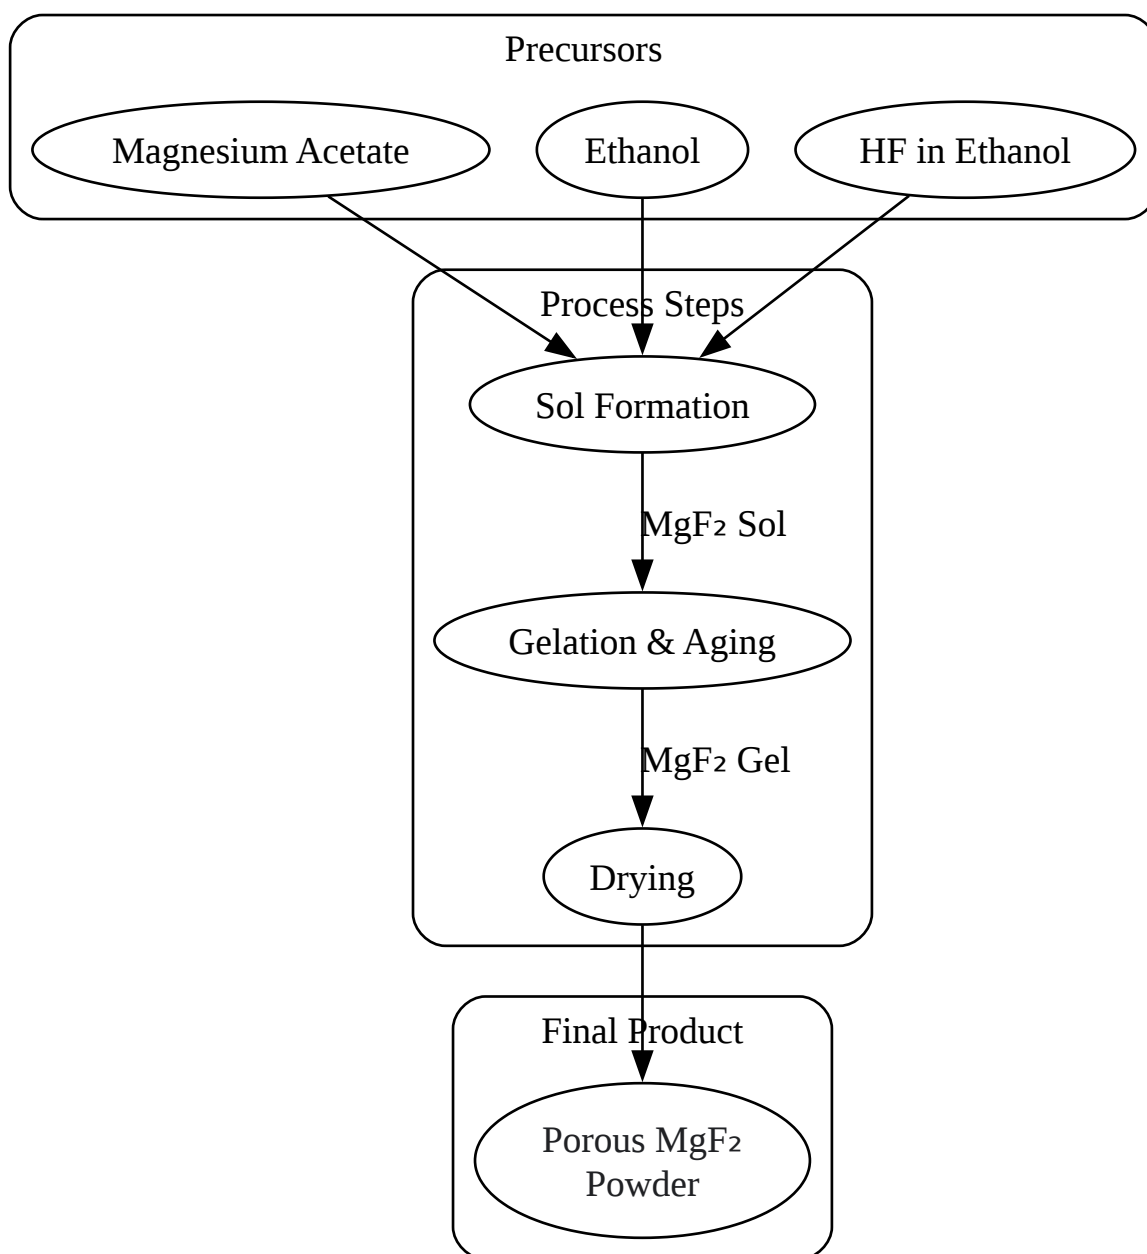 Precursors
Magnesium Acetate
Ethanol
HF in Ethanol
Process Steps
Sol Formation
MgF₂ Sol
Gelation & Aging
MgF₂ Gel
Drying
Final Product
Porous MgF₂
Powder